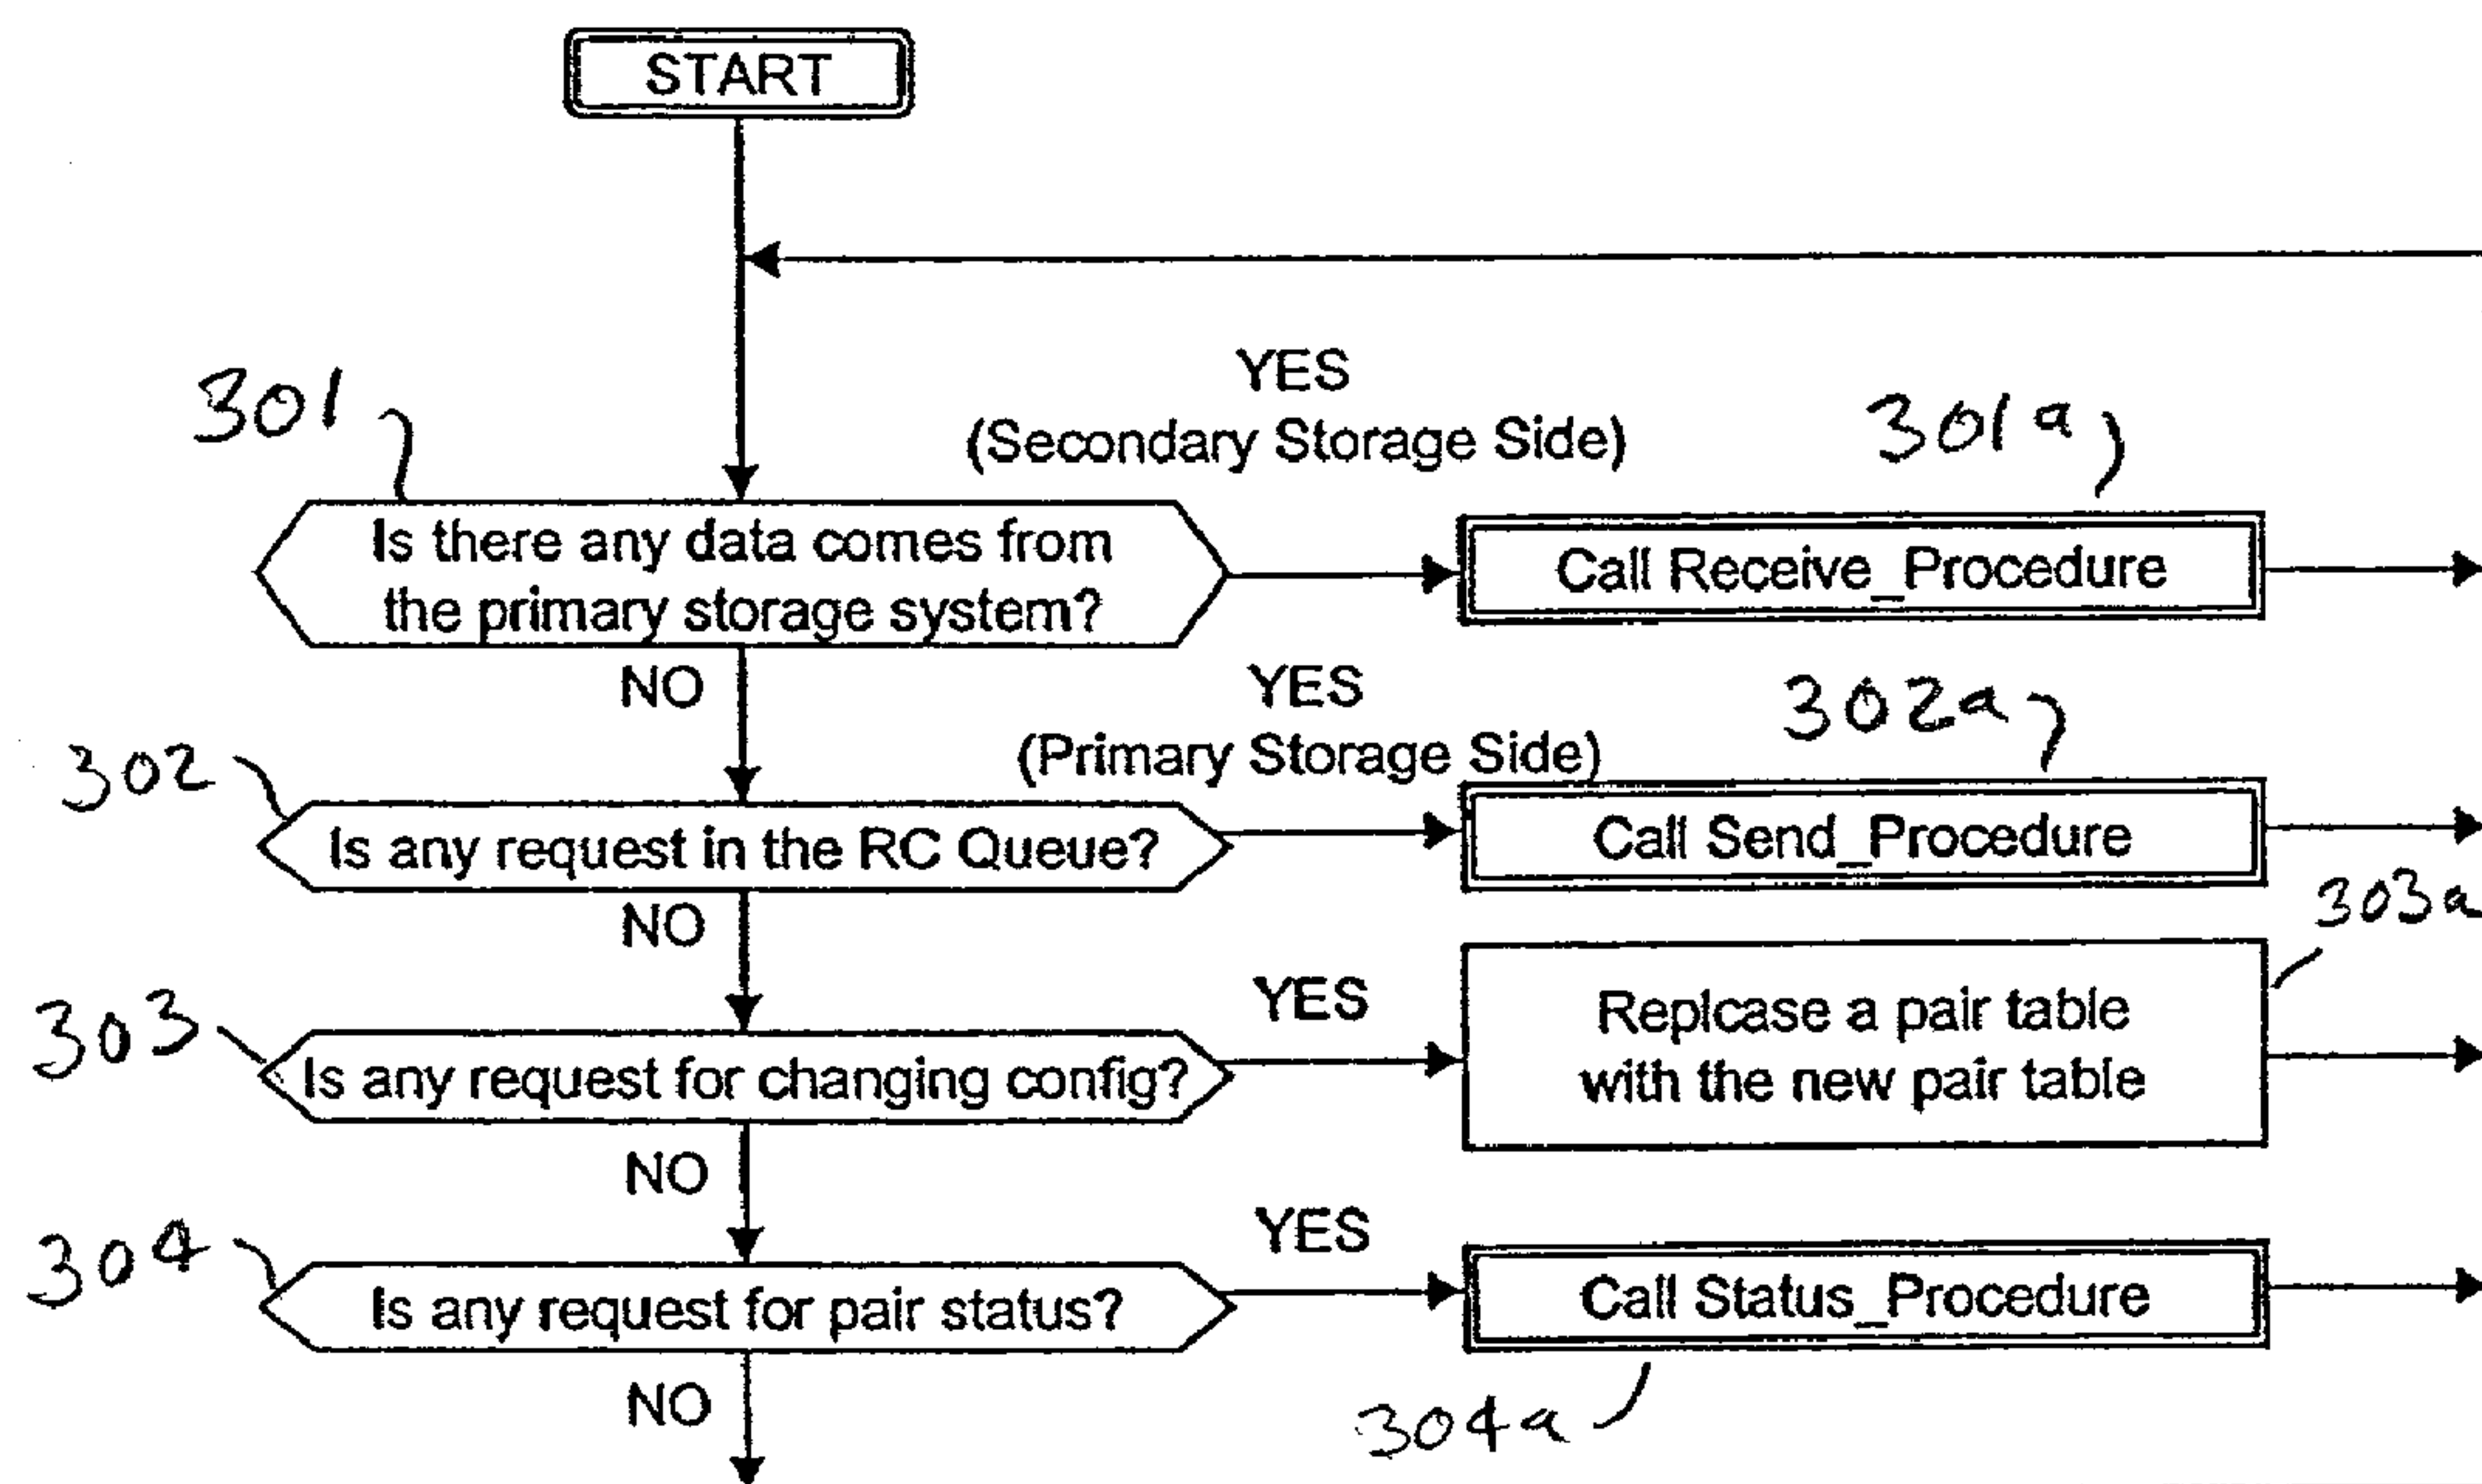 START
YES
(Secondary Storage Side)
301
301a
Is there any data comes from
the primary storage system?
Call Receive_Procedure
NO
YES
(Primary Storage Side)
302
302a
Is any request in the RC Queue?
Call Send_Procedure
NO
303a
303
YES
Is any request for changing config?
Replcase a pair table
with the new pair table
NO
304
YES
Is any request for pair status?
Call Status_Procedure
NO
304a